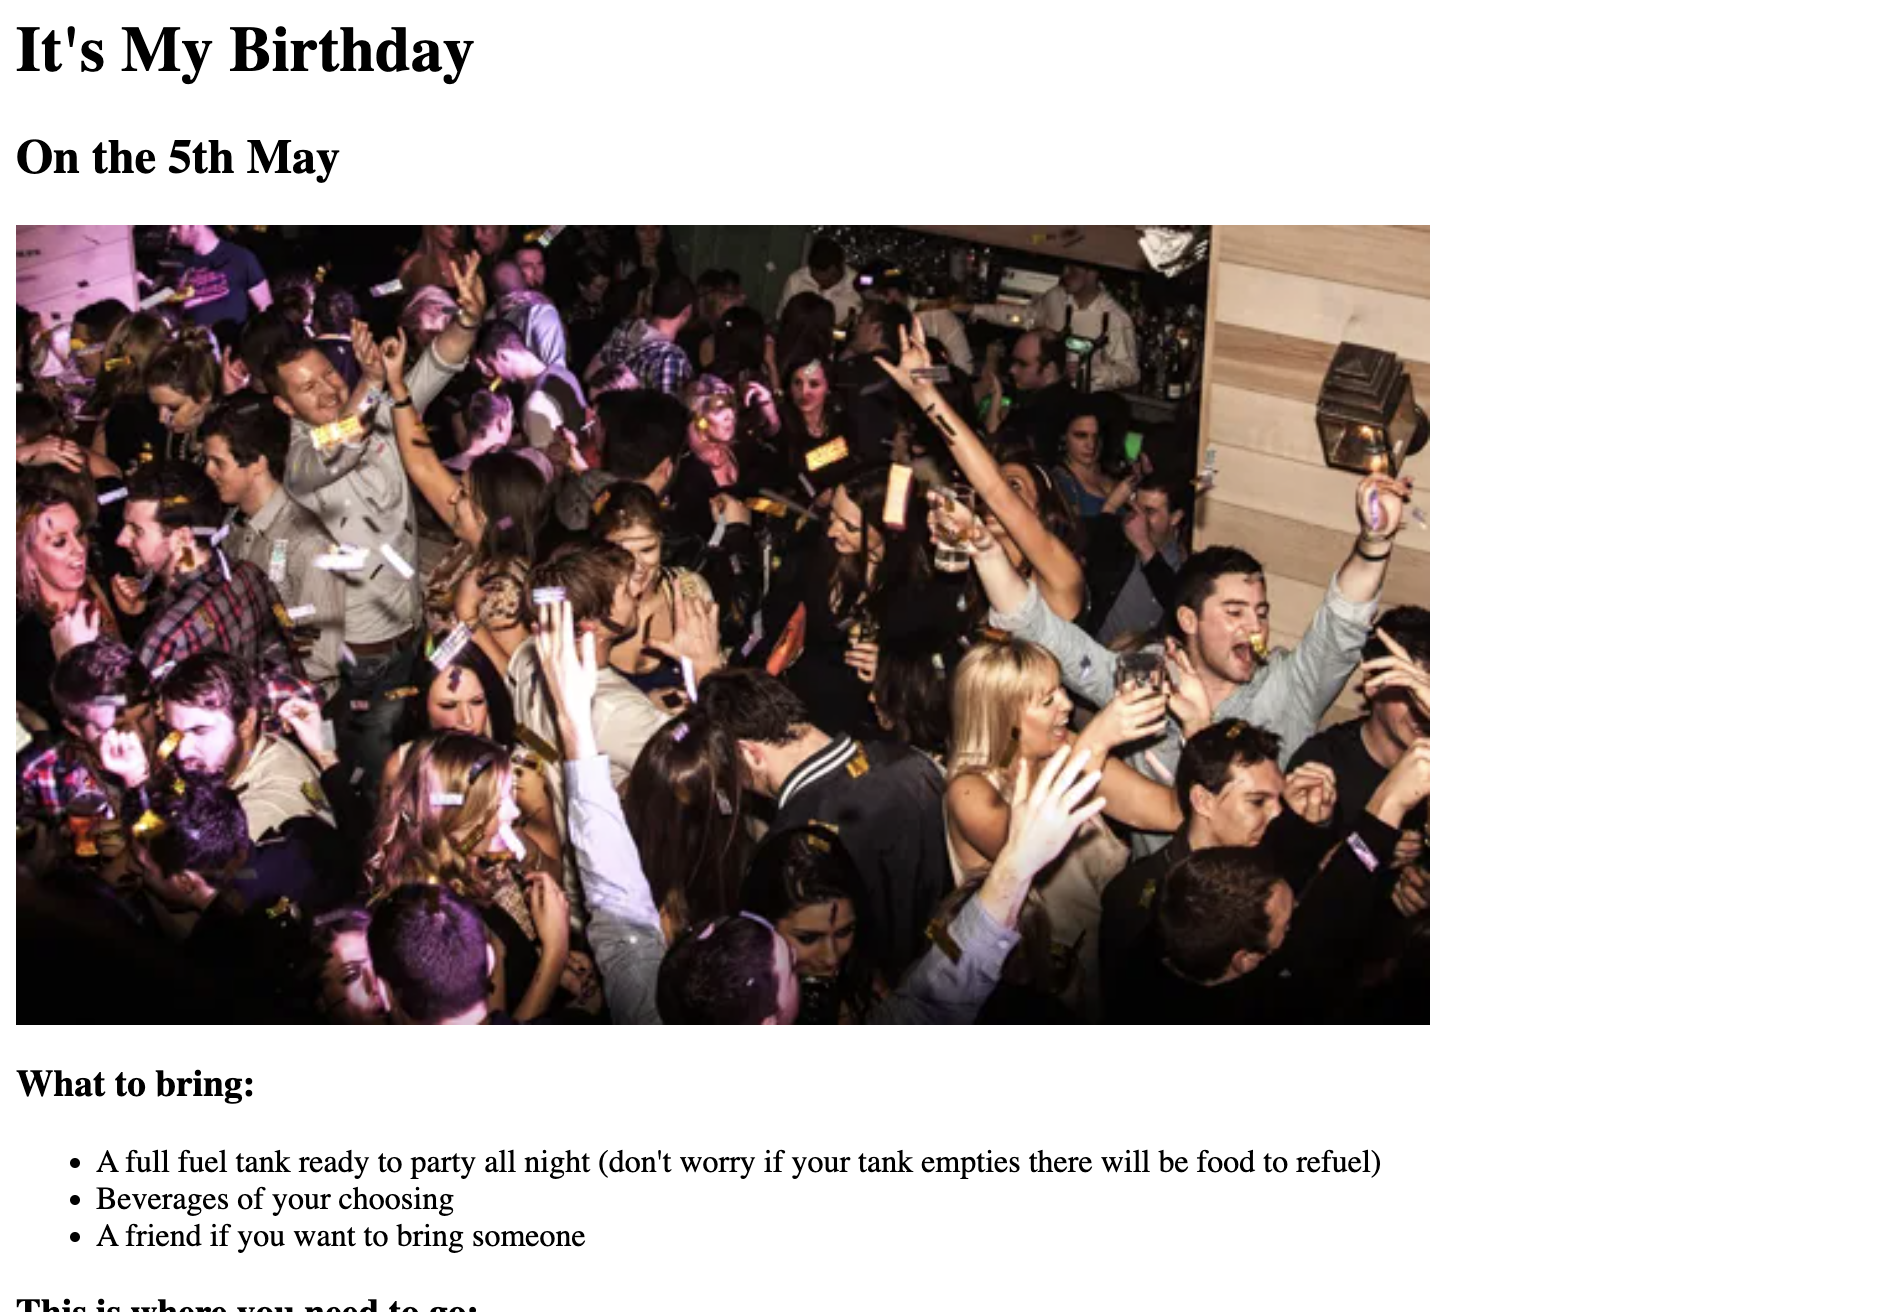 It's My Birthday
On the 5th May
What to bring:
A full fuel tank ready to party all night (don't worry if your tank empties there will be food to refuel)
Beverages of your choosing
A friend if you want to bring someone
This is where you need to go: